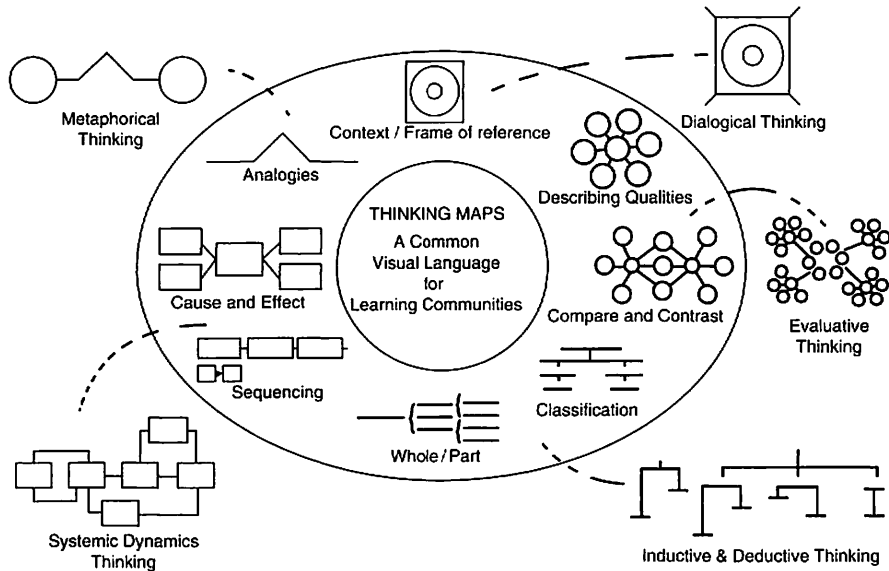 Metaphorical
Thinking
Context / Frame of reference
Dialogical Thinking
Analogies
Describing Qualities
THINKING MAPS
A Common
Visual Language
for
Learning Communities
Cause and Effect
Compare and Contrast
Evaluative
Thinking
Sequencing
Classification
Whole / Part
Systemic Dynamics
Thinking
Inductive & Deductive Thinking